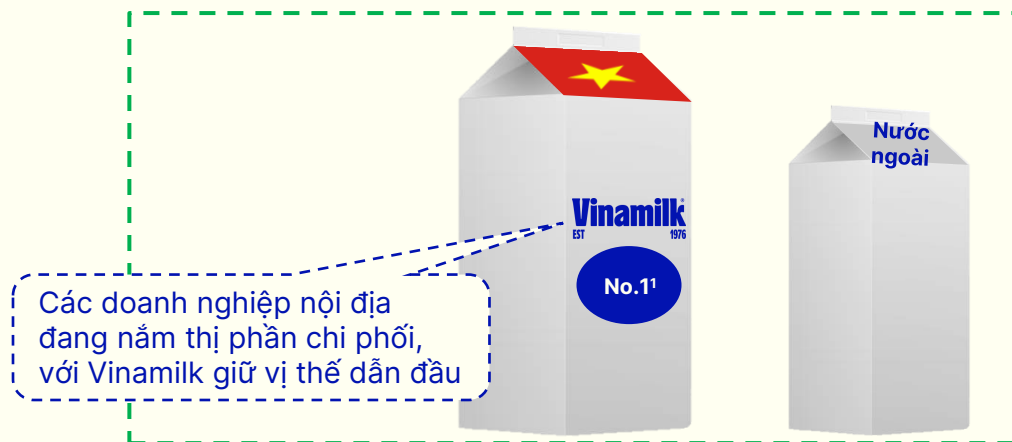 Nước
ngoài
Vinamilk
EST 1976
No.1¹
Các doanh nghiệp nội địa
đang nắm thị phần chi phối,
với Vinamilk giữ vị thế dẫn đầu